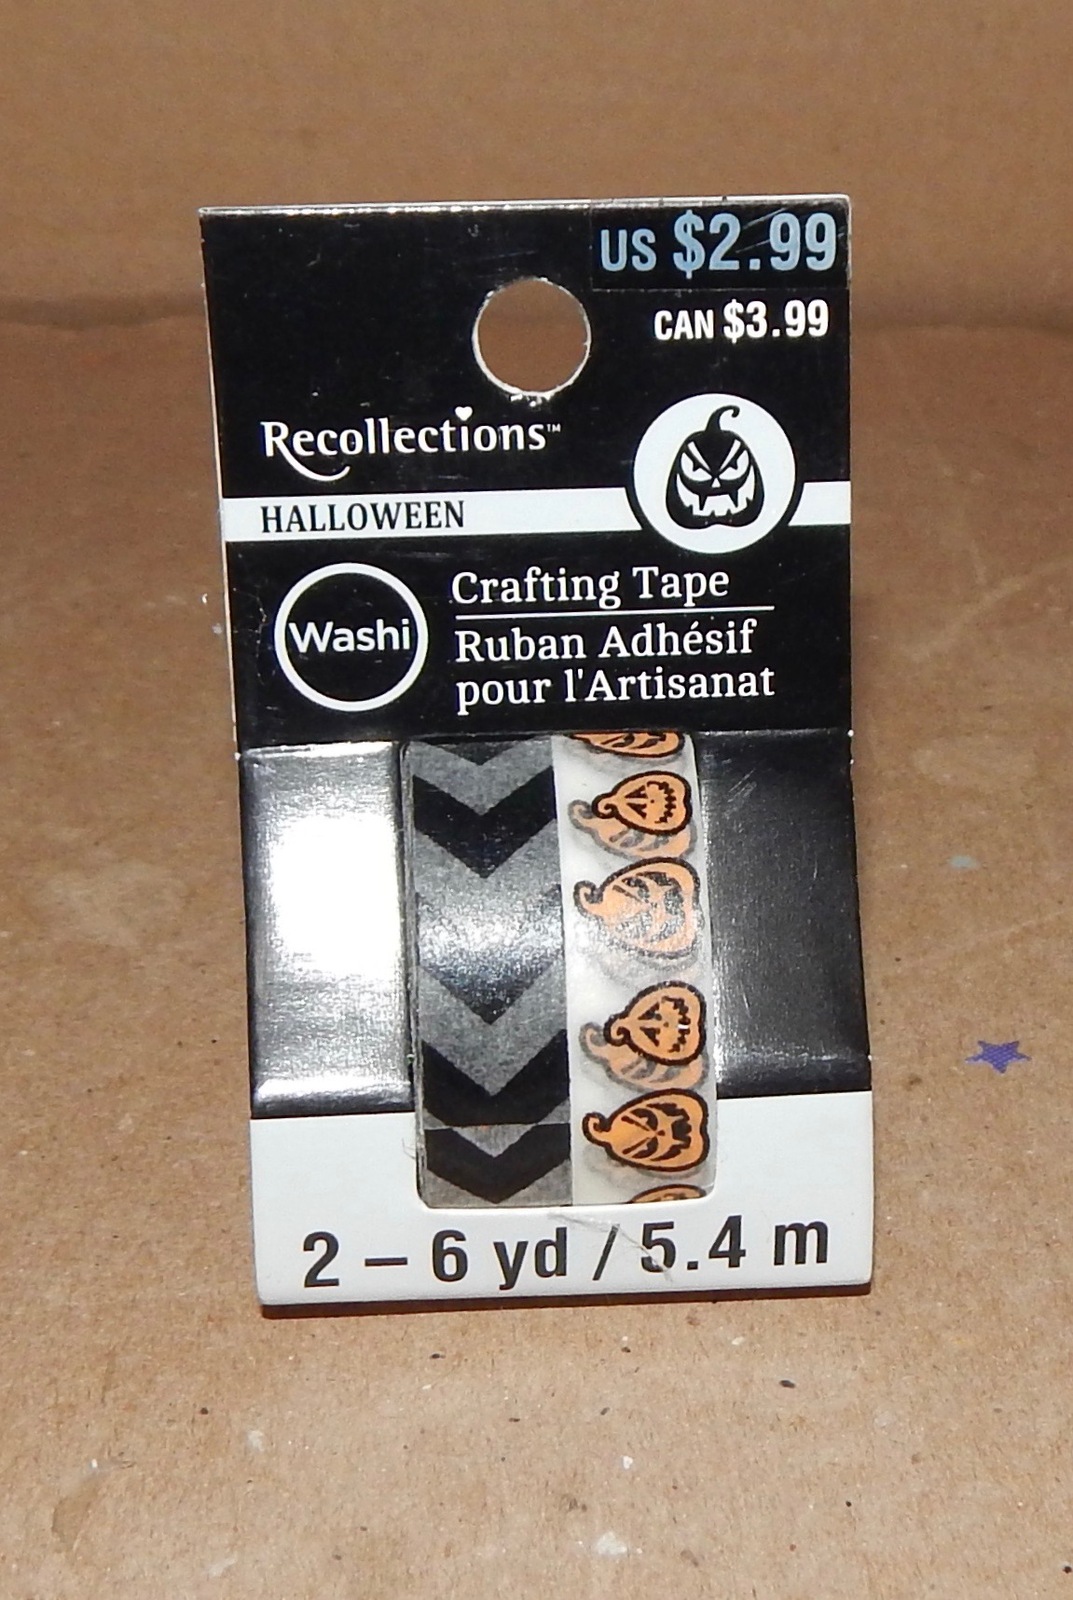 US $2.99
CAN $3.99
Recollections™
HALLOWEEN
Washi
Crafting Tape
Ruban Adhésif
pour l'Artisanat
2 – 6 yd / 5.4 m